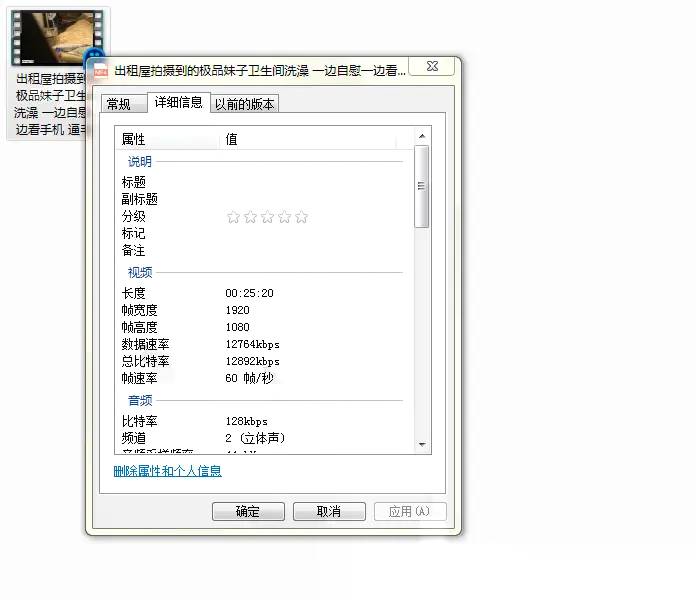 出租屋拍摄到
极品妹子卫生
洗澡 一边自慰
边看手机
出租屋拍摄到的极品妹子卫生间洗澡 一边自慰一边看...
常规 详细信息 以前的版本
属性 值
说明
标题
副标题
分级
标记
备注
视频
长度 00:25:20
帧宽度 1920
帧高度 1080
数据速率 12764kbps
总比特率 12892kbps
帧速率 60 帧/秒
音频
比特率 128kbps
频道 2 (立体声)
删除属性和个人信息
确定 取消 应用(A)